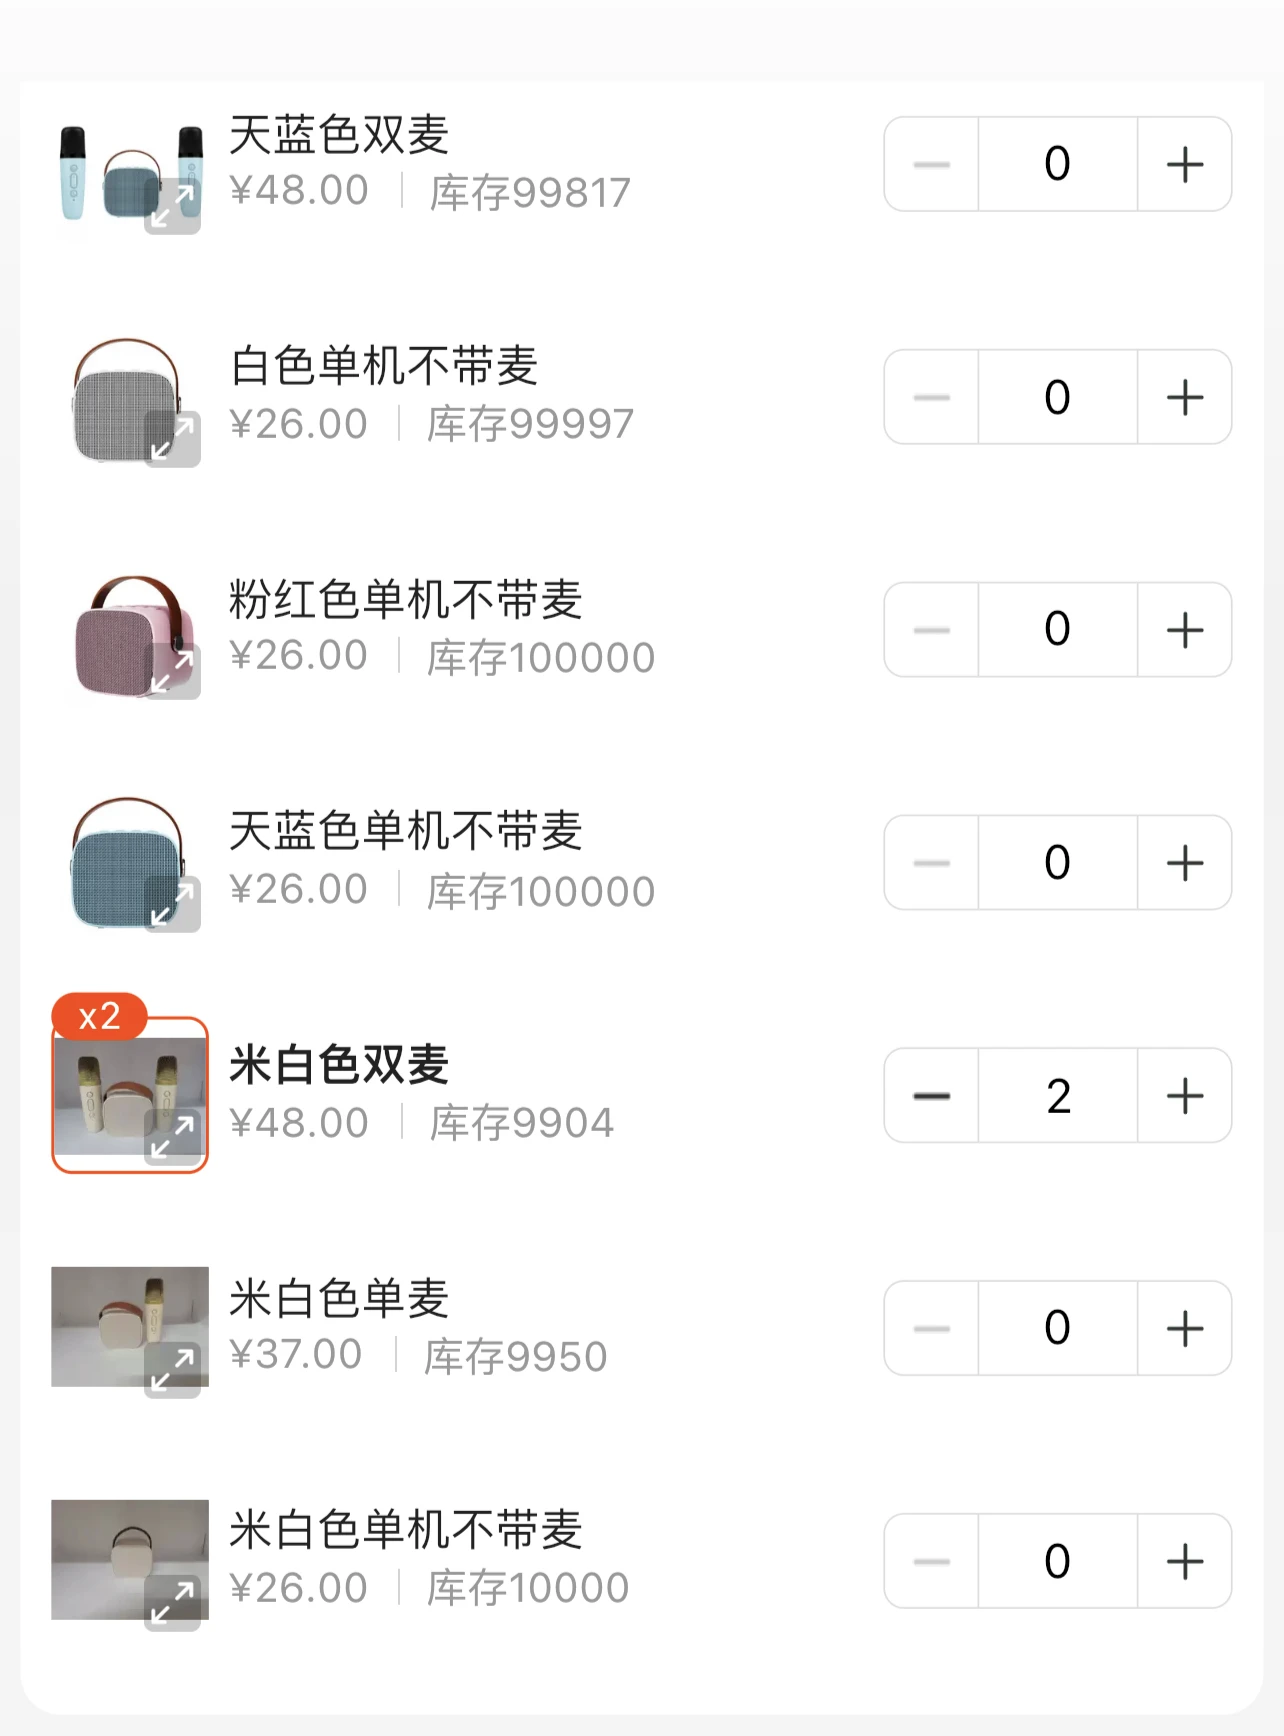 天蓝色双麦
¥48.00 库存99817
0
白色单机不带麦
¥26.00 库存99997
0
粉红色单机不带麦
¥26.00 库存100000
0
天蓝色单机不带麦
¥26.00 库存100000
0
x2
米白色双麦
¥48.00 库存9904
2
米白色单麦
¥37.00 库存9950
0
米白色单机不带麦
¥26.00 库存10000
0